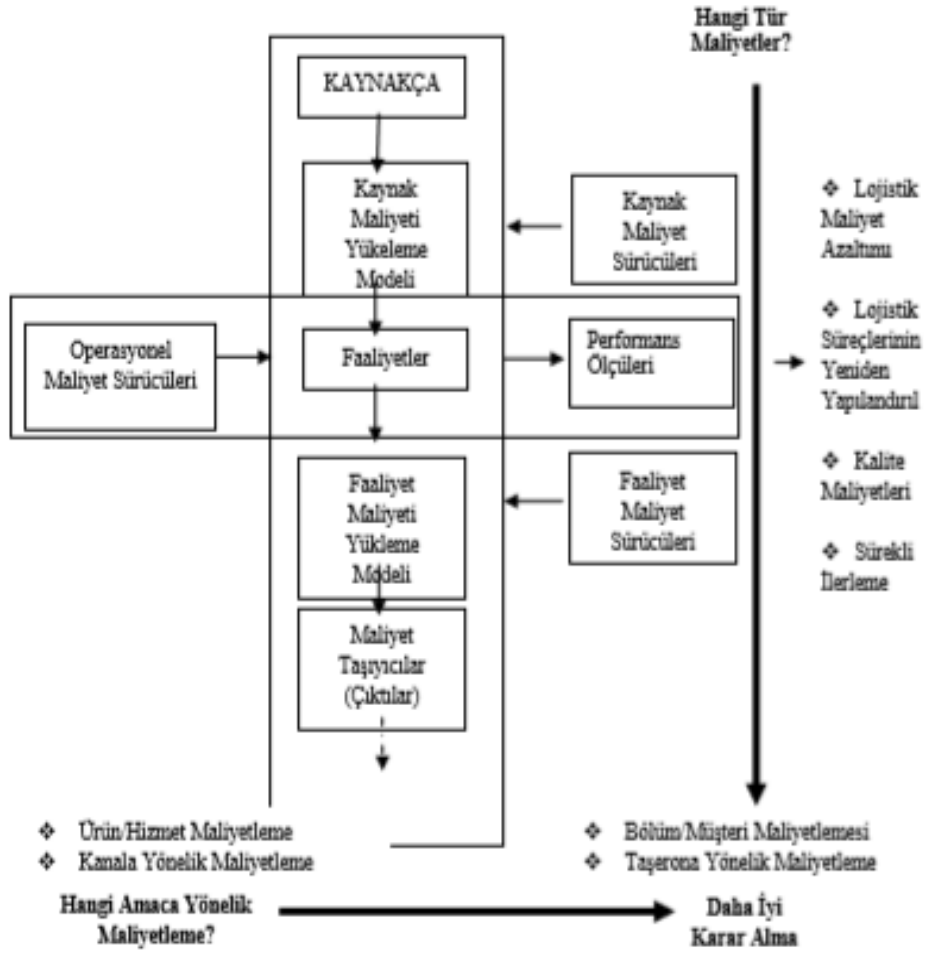 Hangi Tür
Maliyetler?
KAYNAKÇA
Kaynak
Maliyeti
Yükeleme
Modeli
Kaynak
Maliyet
Sürücüleri
❖ Lojistik
Maliyet
Azaltımı
Operasyonel
Maliyet Sürücüleri
Faaliyetler
Performans
Ölçüleri
❖ Lojistik
Süreçlerinin
Yeniden
Yapılandırıl
Faaliyet
Maliyeti
Yükleme
Modeli
Faaliyet
Maliyet
Sürücüleri
❖ Kalite
Maliyetleri
❖ Sürekli
İlerleme
Maliyet
Taşıyıcılar
(Çıktılar)
❖ Ürün/Hizmet Maliyetleme
❖ Kanala Yönelik Maliyetleme
❖ Bölüm/Müşteri Maliyetlemesi
❖ Taşerona Yönelik Maliyetleme
Hangi Amaca Yönelik
Maliyetleme?
Daha İyi
Karar Alma